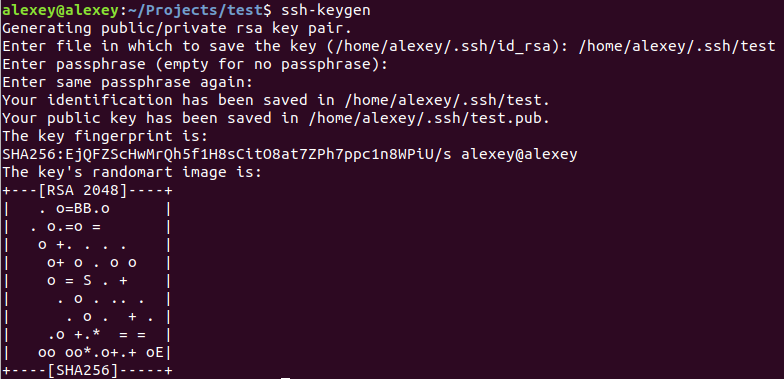 alexey@alexey:~/Projects/test$ ssh-keygen
Generating public/private rsa key pair.
Enter file in which to save the key (/home/alexey/.ssh/id_rsa): /home/alexey/.ssh/test
Enter passphrase (empty for no passphrase):
Enter same passphrase again:
Your identification has been saved in /home/alexey/.ssh/test.
Your public key has been saved in /home/alexey/.ssh/test.pub.
The key fingerprint is:
SHA256:EjQFZScHwMrQh5f1H8sCitO8at7ZPh7ppc1n8WPiU/s alexey@alexey
The key's randomart image is:
+---[RSA 2048]----+
|   . o=BB.o      |
|  . o.=o =       |
|   o +. . . .    |
|    o+ o . o o   |
|    o = S . +    |
|     . o . .. .  |
|      . o .  + . |
|    .o +.*  = =  |
|   oo oo*.o+.+ oE|
+----[SHA256]-----+